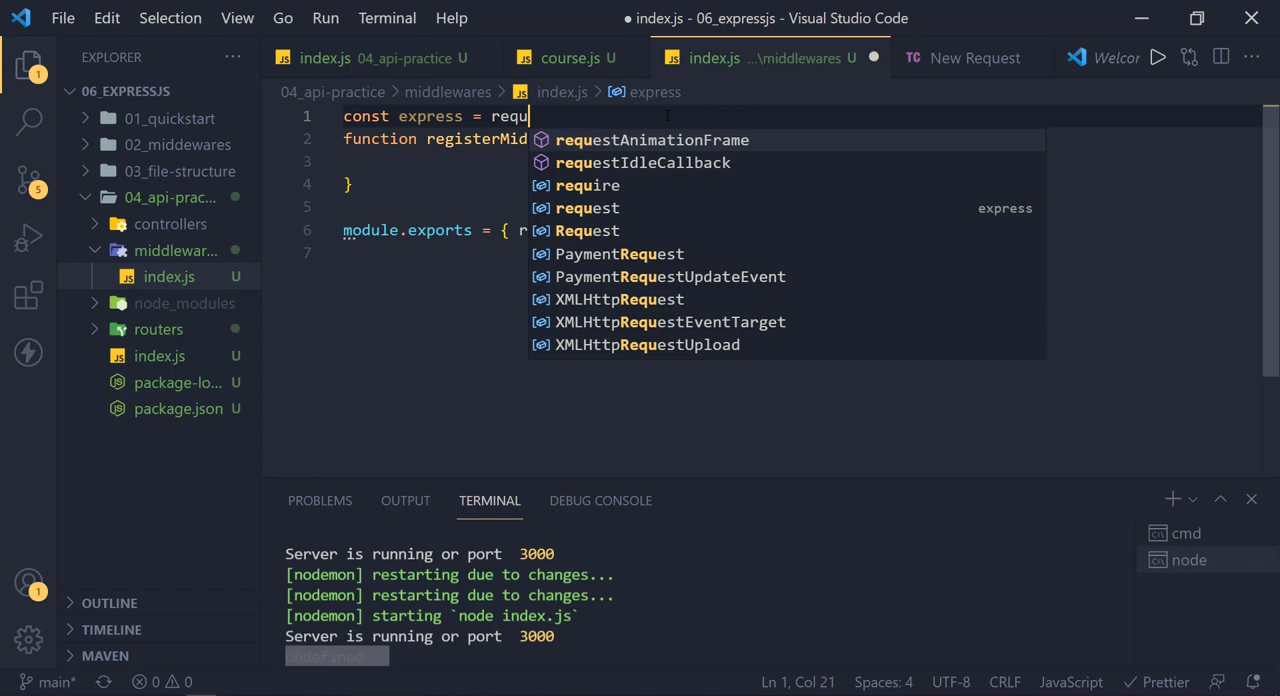 File Edit Selection View Go Run Terminal Help ● index.js - 06_expressjs - Visual Studio Code
EXPLORER ...
JS index.js 04_api-practice U JS course.js U JS index.js ...\middlewares U ● TC New Request Welcor ...
06_EXPRESSJS
04_api-practice > middlewares > JS index.js > express
01_quickstart
02_middewares
03_file-structure
04_api-prac...
controllers
middlewar...
JS index.js U
node_modules
routers
JS index.js U
package-lo... U
package.json U
OUTLINE
TIMELINE
MAVEN
1
5
1
1 const express = requ
2 function registerMid
3
4 }
5
6 module.exports = { r
7
requestAnimationFrame
requestIdleCallback
require
request express
Request
PaymentRequest
PaymentRequestUpdateEvent
XMLHttpRequest
XMLHttpRequestEventTarget
XMLHttpRequestUpload
PROBLEMS OUTPUT TERMINAL DEBUG CONSOLE
cmd
node
Server is running or port 3000
[nodemon] restarting due to changes...
[nodemon] restarting due to changes...
[nodemon] starting `node index.js`
Server is running or port 3000
undefined
main* 0 0 Ln 1, Col 21 Spaces: 4 UTF-8 CRLF JavaScript Prettier